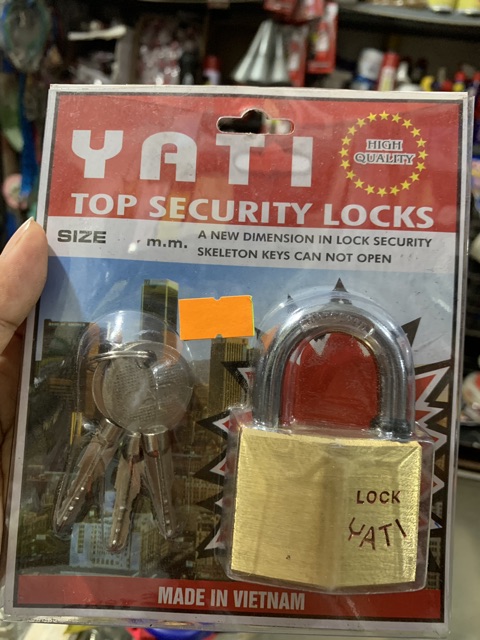 YATI
HIGH
QUALITY
TOP SECURITY LOCKS
SIZE m.m. A NEW DIMENSION IN LOCK SECURITY
SKELETON KEYS CAN NOT OPEN
LOCK
YATI
MADE IN VIETNAM